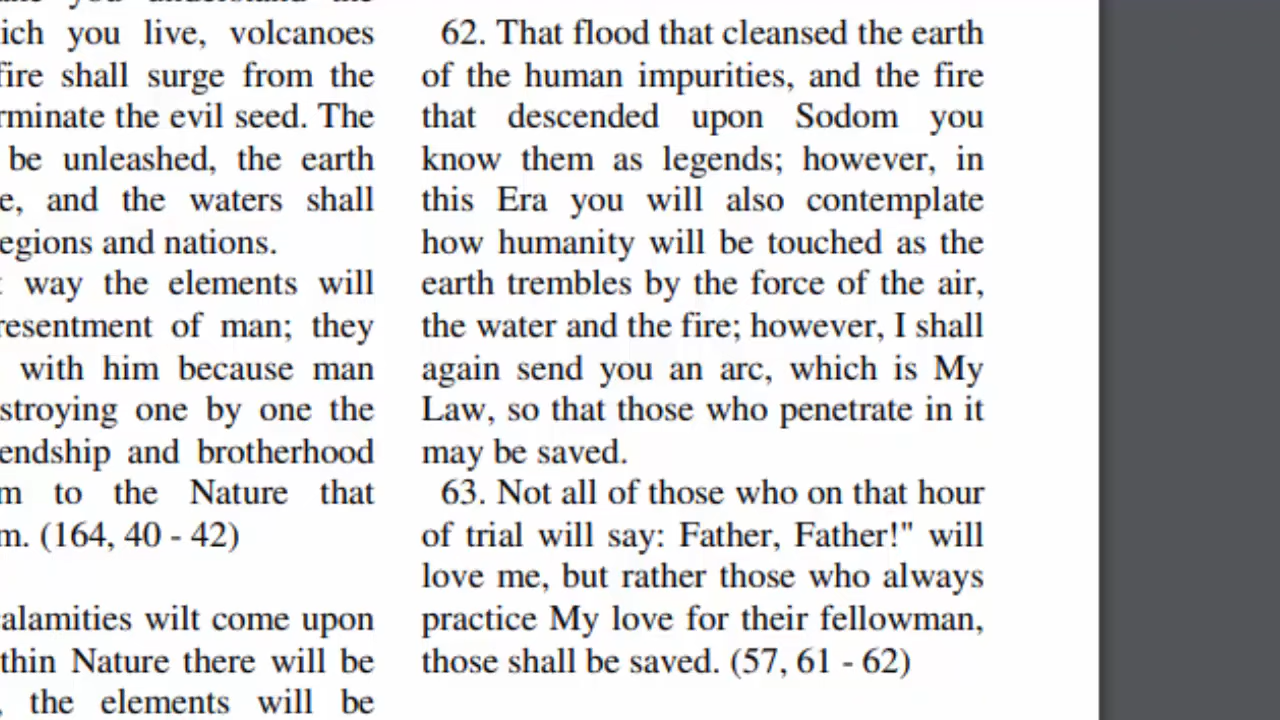 ich you live, volcanoes
fire shall surge from the
rminate the evil seed. The
be unleashed, the earth
e, and the waters shall
egions and nations.
way the elements will
resentment of man; they
with him because man
stroying one by one the
endship and brotherhood
m to the Nature that
m. (164, 40 - 42)
alamities wilt come upon
thin Nature there will be
, the elements will be
62. That flood that cleansed the earth
of the human impurities, and the fire
that descended upon Sodom you
know them as legends; however, in
this Era you will also contemplate
how humanity will be touched as the
earth trembles by the force of the air,
the water and the fire; however, I shall
again send you an arc, which is My
Law, so that those who penetrate in it
may be saved.
63. Not all of those who on that hour
of trial will say: Father, Father!" will
love me, but rather those who always
practice My love for their fellowman,
those shall be saved. (57, 61 - 62)